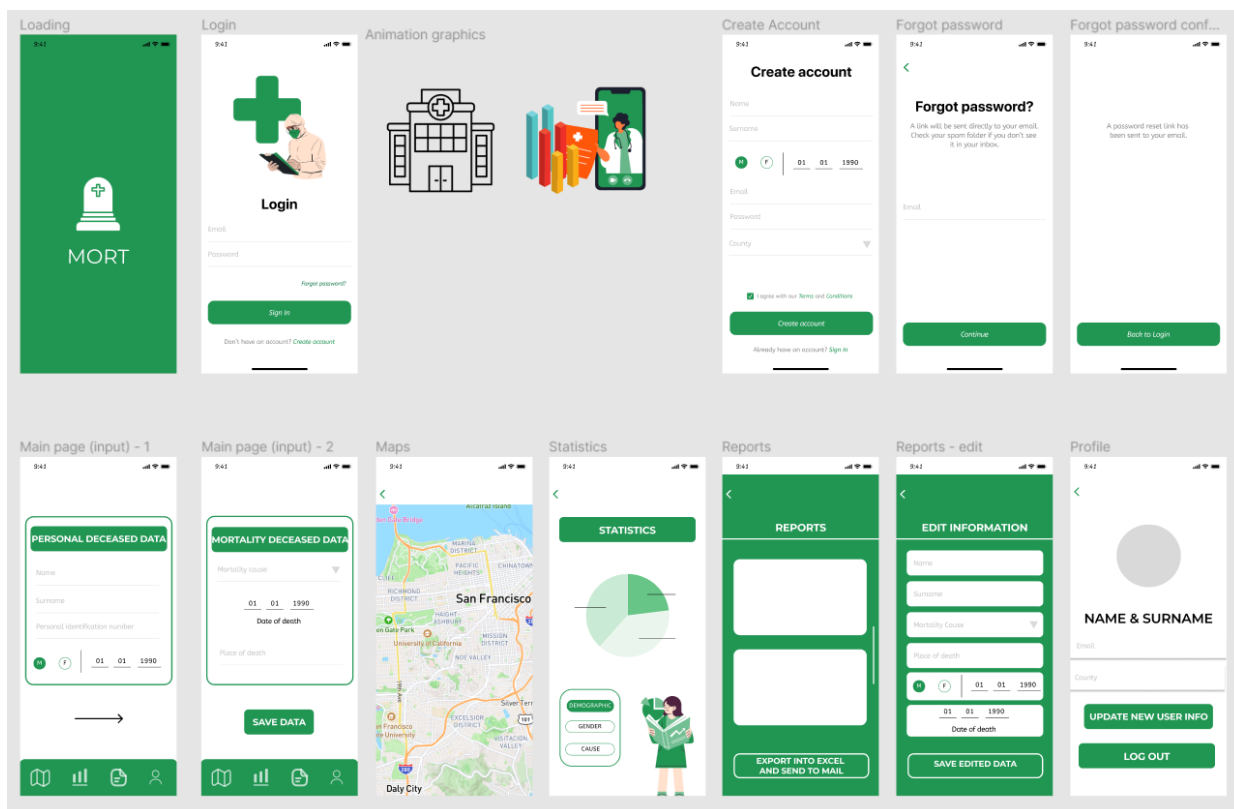 Loading
9:41
MORT
Login
9:41
Login
Email
Password
Forgot password?
Sign in
Don't have an account? Create account
Animation graphics
Create Account
9:41
Create account
Name
Surname
M F 01 01 1990
Email
Password
County
I agree with our Terms and Conditions
Create account
Already have an account? Sign in
Forgot password
9:41
Forgot password?
A link will be sent directly to your email.
Check your spam folder if you don't see
it in your inbox.
Email
Continue
Forgot password conf...
9:41
A password reset link has
been sent to your email.
Back to Login
Main page (input) - 1
9:41
PERSONAL DECEASED DATA
Name
Surname
Personal identification number
M F 01 01 1990
Main page (input) - 2
9:41
MORTALITY DECEASED DATA
Mortality cause
01 01 1990
Date of death
Place of death
SAVE DATA
Maps
9:41
Alcatraz Island
Gate Bridge
MARINA
DISTRICT
PACIFIC
HEIGHTS
CHINATOWN
RICHMOND
DISTRICT
San Francisco
HAIGHT-
ASHBURY
en Gate Park
MISSION
DISTRICT
University of California
NOE VALLEY
19th Ave
Silver Terr
101
EXCELSIOR
DISTRICT
n Francisco
e University
VISITACION
VALLEY
280
Daly City
Statistics
9:41
STATISTICS
DEMOGRAPHIC
GENDER
CAUSE
Reports
9:41
REPORTS
EXPORT INTO EXCEL
AND SEND TO MAIL
Reports - edit
9:41
EDIT INFORMATION
Name
Surname
Mortality Cause
Place of death
M F 01 01 1990
01 01 1990
Date of death
SAVE EDITED DATA
Profile
9:41
NAME & SURNAME
Email
County
UPDATE NEW USER INFO
LOG OUT